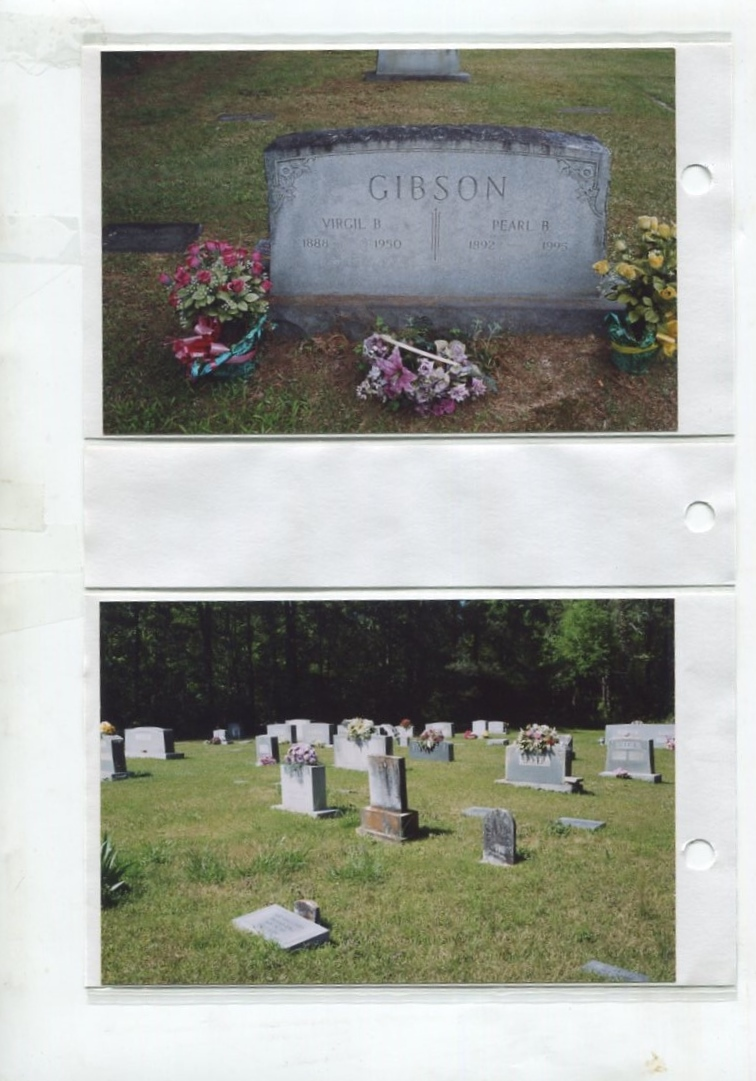 GIBSON
VIRGIL B. PEARL B.
1888 1950 1892 1995